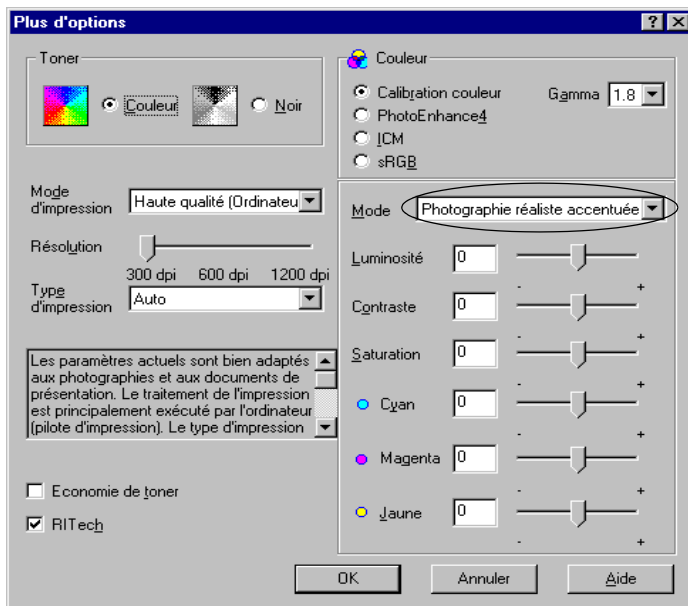 Plus d'options
Toner
Couleur
Noir
Mode
d'impression
Haute qualité (Ordinateu
Résolution
300 dpi 600 dpi 1200 dpi
Type
d'impression
Auto
Les paramètres actuels sont bien adaptés
aux photographies et aux documents de
présentation. Le traitement de l'impression
est principalement exécuté par l'ordinateur
(pilote d'impression). Le type d'impression
Economie de toner
RITech
Couleur
Calibration couleur
Gamma 1.8
PhotoEnhance4
ICM
sRGB
Mode Photographie réaliste accentuée
Luminosité 0
- +
Contraste 0
- +
Saturation 0
- +
Cyan 0
- +
Magenta 0
- +
Jaune 0
- +
OK
Annuler
Aide